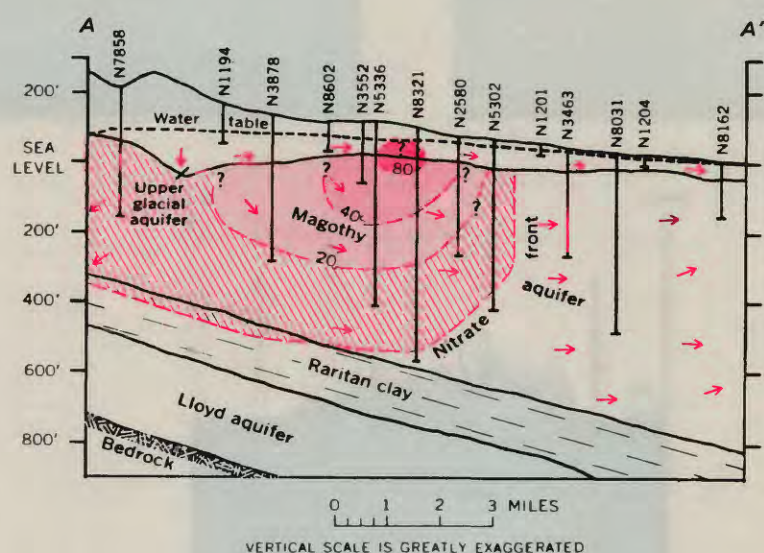 A
A'
N7858
N1194
N3878
N8602
N3552
N5336
N8321
N2580
N5302
N1201
N3463
N8031
N1204
N8162
200'
Water table
SEA LEVEL
?
80
?
?
?
Upper glacial aquifer
Magothy
40
20
front
aquifer
Nitrate
200'
400'
600'
800'
Raritan clay
Lloyd aquifer
Bedrock
0 1 2 3 MILES
VERTICAL SCALE IS GREATLY EXAGGERATED